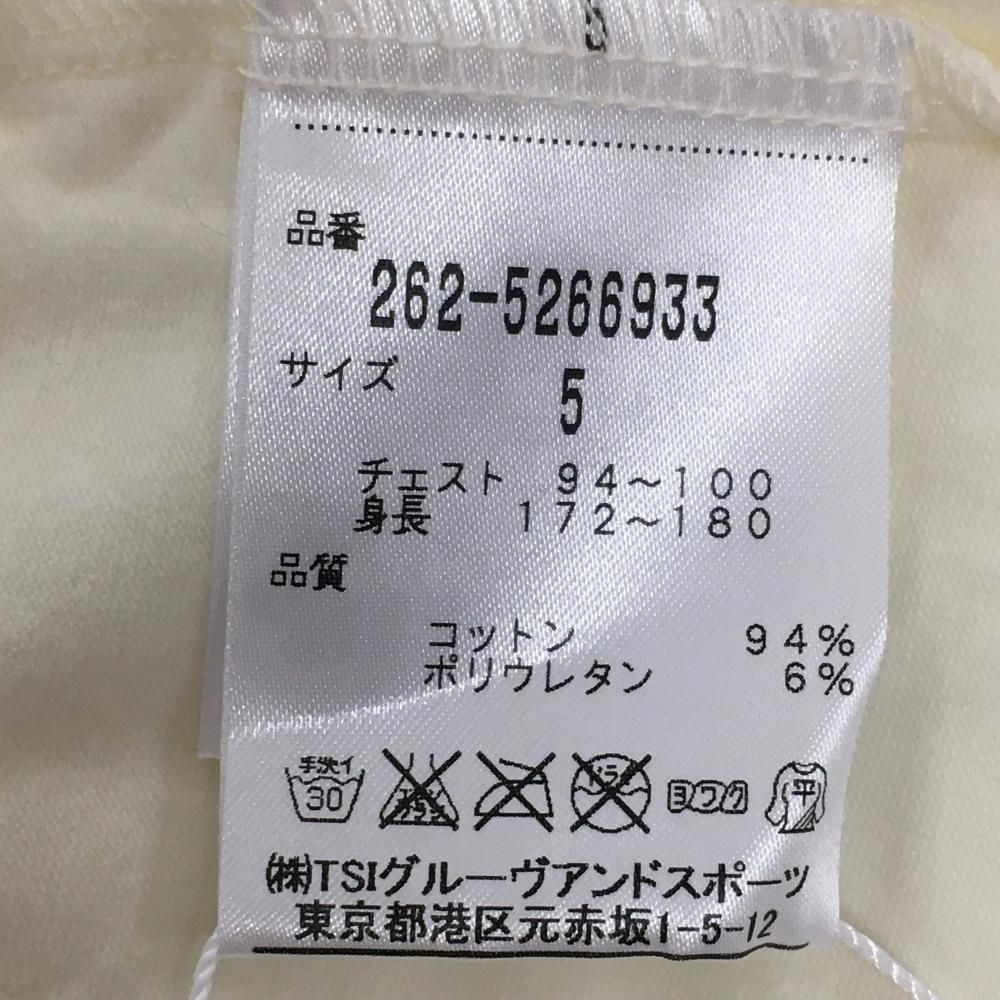 品番
262-5266933
サイズ 5
チェスト 94~100
身長 172~180
品質
コットン 94%
ポリウレタン 6%
手洗イ 30 ヨワク 平
(株)TSIグルーヴアンドスポーツ
東京都港区元赤坂1-5-12